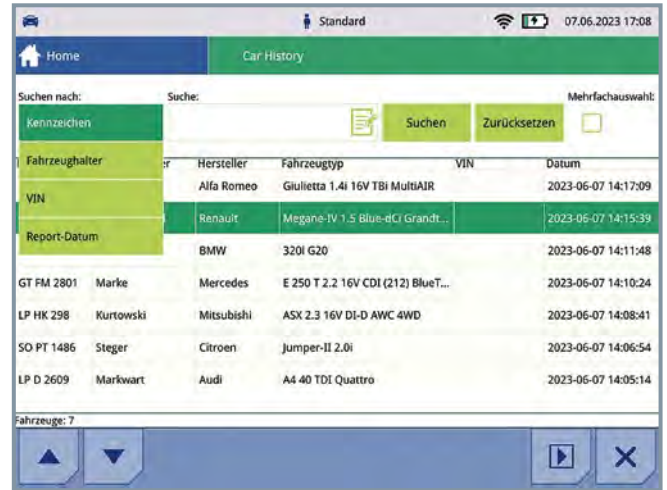 Standard 07.06.2023 17:08
Home Car History
Suchen nach: Suche: Mehrfachauswahl:
Kennzeichen Suchen Zurücksetzen
Fahrzeughalter Hersteller Fahrzeugtyp VIN Datum
Alfa Romeo Giulietta 1.4i 16V TBi MultiAIR 2023-06-07 14:17:09
VIN
Renault Megane-IV 1.5 Blue-dCi Grandt... 2023-06-07 14:15:39
Report-Datum
BMW 320i G20 2023-06-07 14:11:48
GT FM 2801 Marke Mercedes E 250 T 2.2 16V CDI (212) BlueT... 2023-06-07 14:10:24
LP HK 298 Kurtowski Mitsubishi ASX 2.3 16V DI-D AWC 4WD 2023-06-07 14:08:41
SO PT 1486 Steger Citroen Jumper-II 2.0i 2023-06-07 14:06:54
LP D 2609 Markwart Audi A4 40 TDI Quattro 2023-06-07 14:05:14
Fahrzeuge: 7